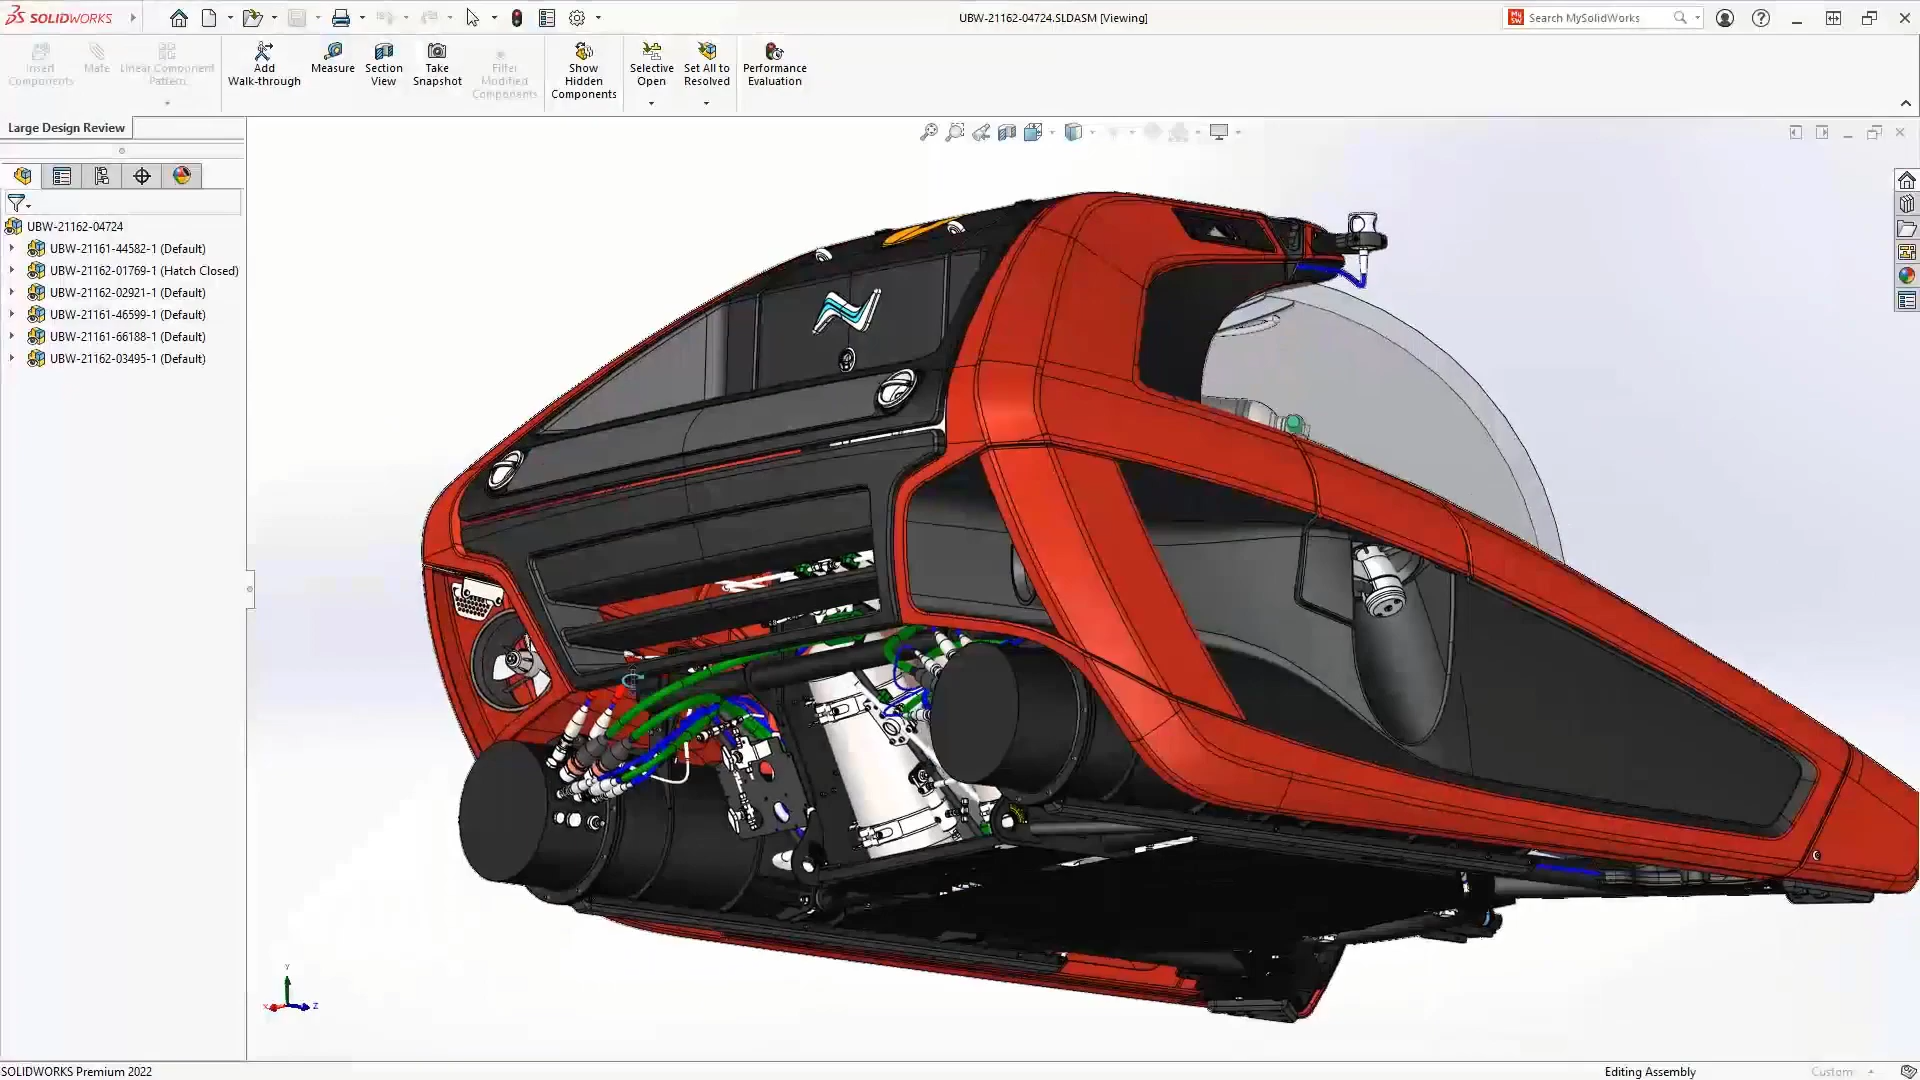 SOLIDWORKS
UBW-21162-04724.SLDASM [Viewing]
MySW
Search MySolidWorks
Insert
Components
Mate
Linear Component
Pattern
Add
Walk-through
Measure
Section
View
Take
Snapshot
Filter
Modified
Components
Show
Hidden
Components
Selective
Open
Set All to
Resolved
Performance
Evaluation
Large Design Review
UBW-21162-04724
UBW-21161-44582-1 (Default)
UBW-21162-01769-1 (Hatch Closed)
UBW-21162-02921-1 (Default)
UBW-21161-46599-1 (Default)
UBW-21161-66188-1 (Default)
UBW-21162-03495-1 (Default)
Y
X
Z
SOLIDWORKS Premium 2022
Editing Assembly
Custom